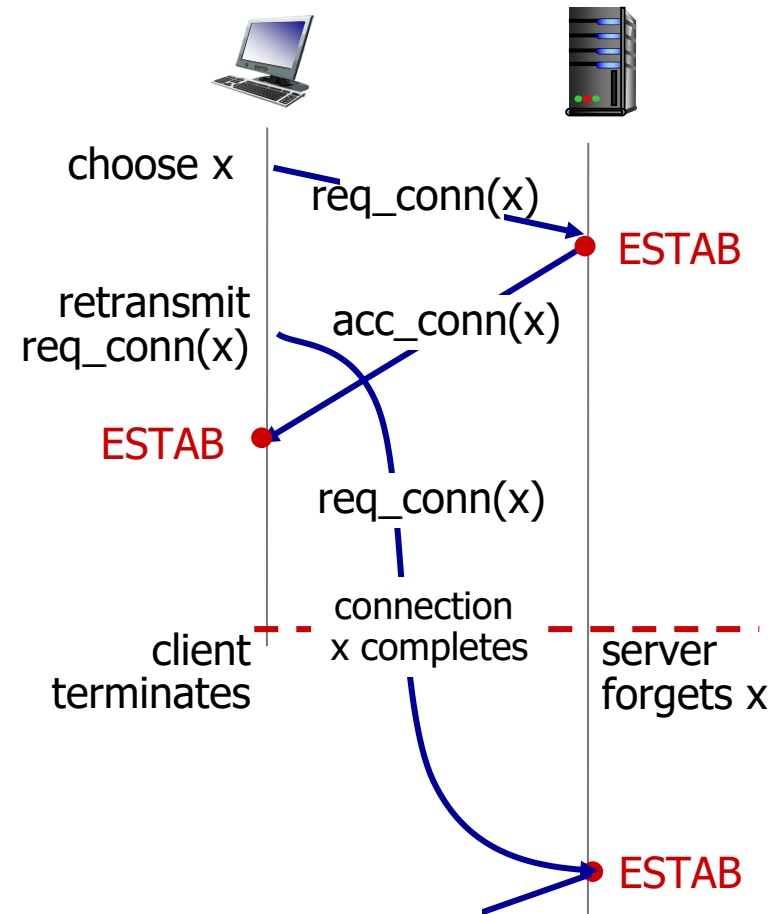 choose x
req_conn(x)
ESTAB
retransmit
req_conn(x)
acc_conn(x)
ESTAB
req_conn(x)
connection
x completes
client
terminates
server
forgets x
ESTAB